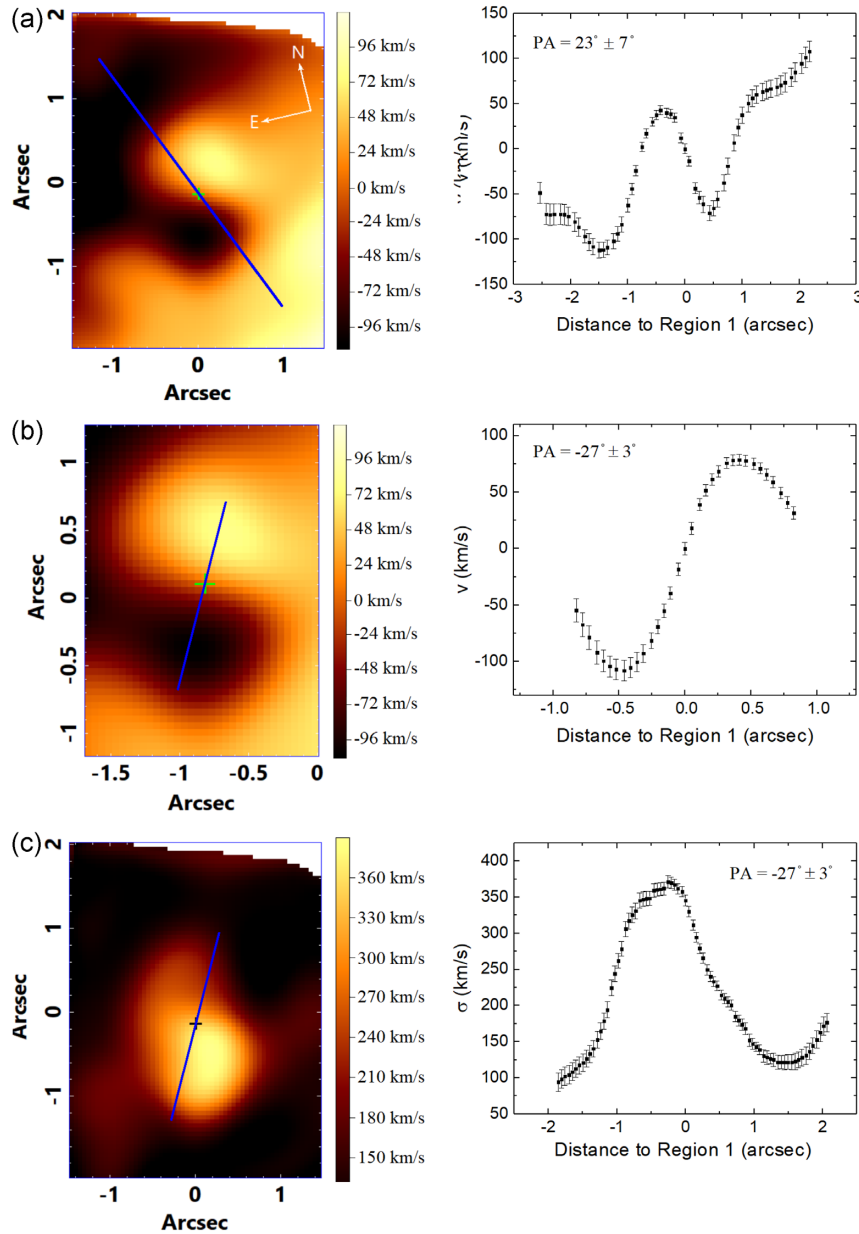 (a)
2
1
0
-1
Arcsec
-1
0
1
Arcsec
N
E
96 km/s
72 km/s
48 km/s
24 km/s
0 km/s
-24 km/s
-48 km/s
-72 km/s
-96 km/s
PA = 23° ± 7°
150
100
50
0
-50
-100
-150
-3
-2
-1
0
1
2
3
Distance to Region 1 (arcsec)
(b)
1
0.5
0
-0.5
-1
Arcsec
-1.5
-1
-0.5
0
Arcsec
96 km/s
72 km/s
48 km/s
24 km/s
0 km/s
-24 km/s
-48 km/s
-72 km/s
-96 km/s
PA = -27° ± 3°
100
50
0
-50
-100
v (km/s)
-1.0
-0.5
0.0
0.5
1.0
Distance to Region 1 (arcsec)
(c)
2
1
0
-1
Arcsec
-1
0
1
Arcsec
360 km/s
330 km/s
300 km/s
270 km/s
240 km/s
210 km/s
180 km/s
150 km/s
PA = -27° ± 3°
400
350
300
250
200
150
100
50
σ (km/s)
-2
-1
0
1
2
Distance to Region 1 (arcsec)